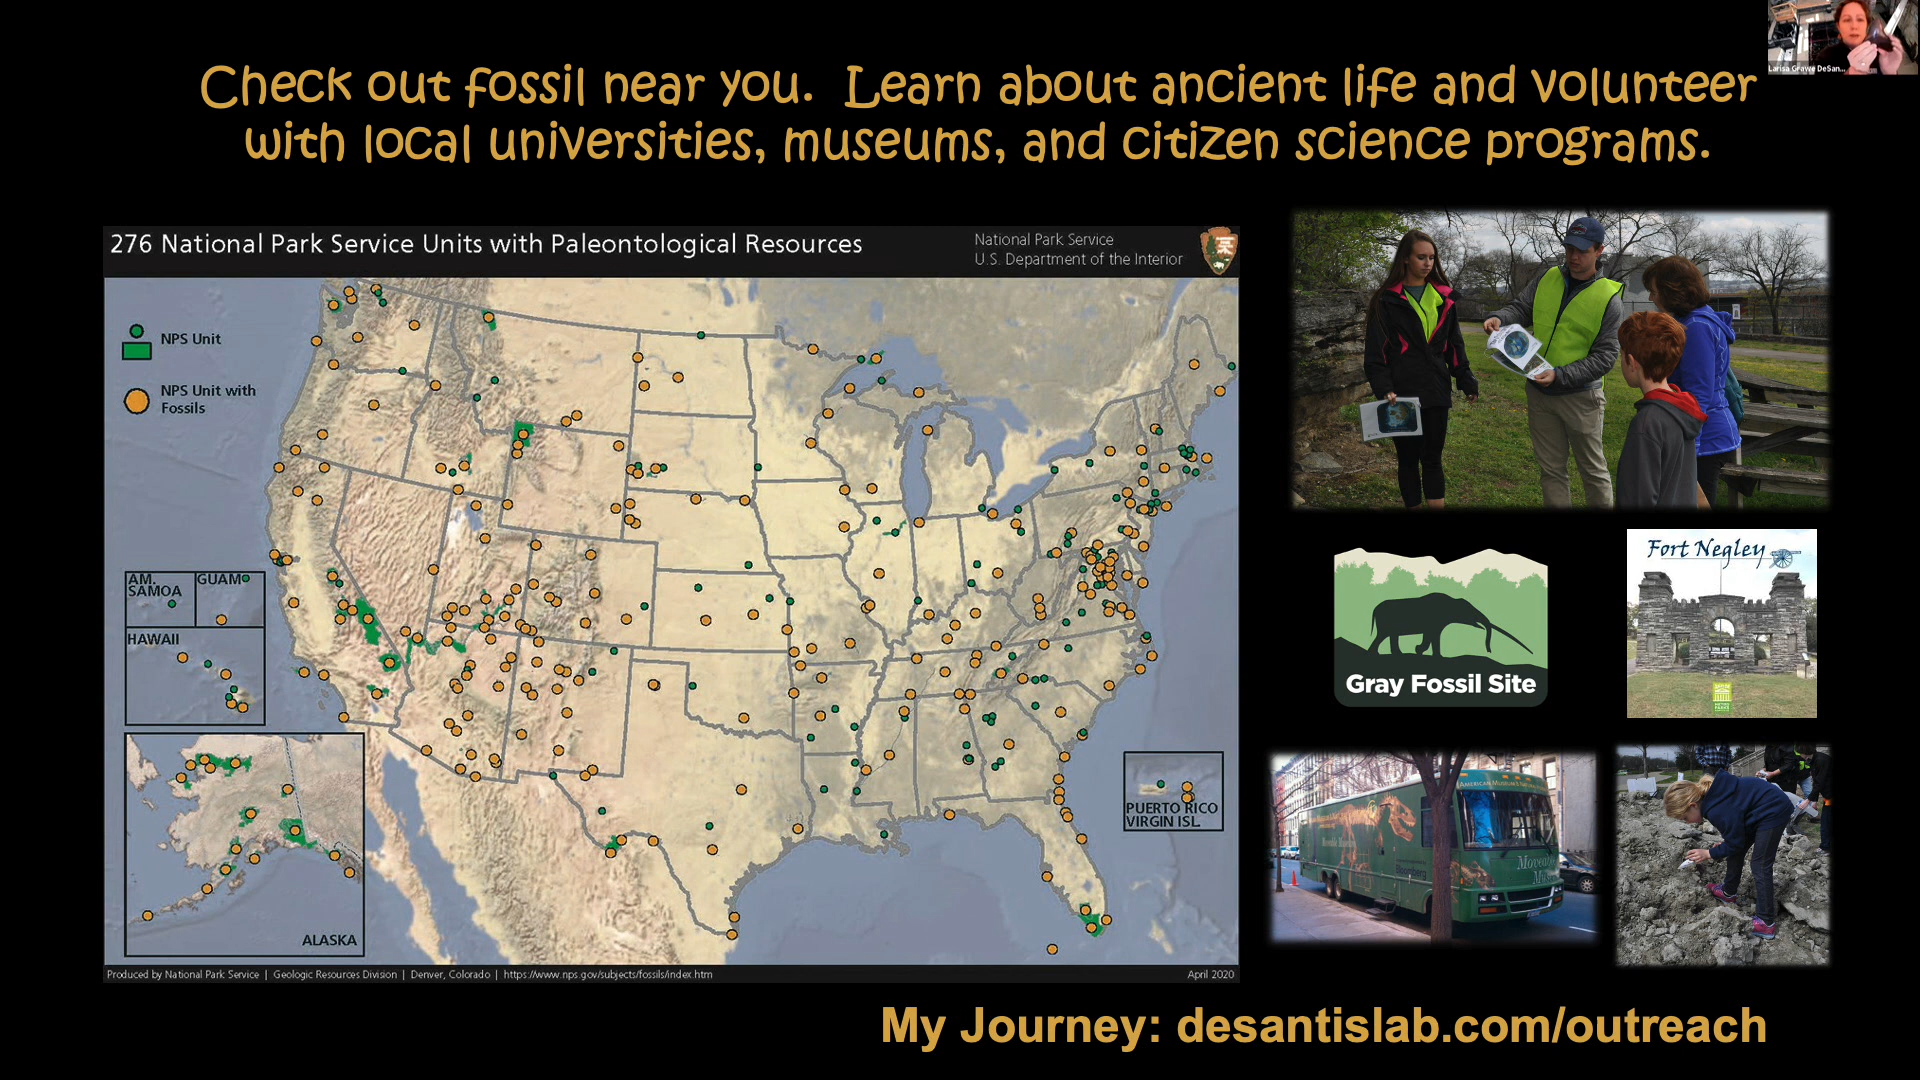 Larisa Grawe DeSan...
Check out fossil near you. Learn about ancient life and volunteer
with local universities, museums, and citizen science programs.
276 National Park Service Units with Paleontological Resources
National Park Service
U.S. Department of the Interior
NPS Unit
NPS Unit with
Fossils
AM.
SAMOA
GUAM
HAWAII
ALASKA
PUERTO RICO
VIRGIN ISL.
Produced by National Park Service | Geologic Resources Division | Denver, Colorado | https://www.nps.gov/subjects/fossils/index.htm
April 2020
Gray Fossil Site
Fort Negley
My Journey: desantislab.com/outreach